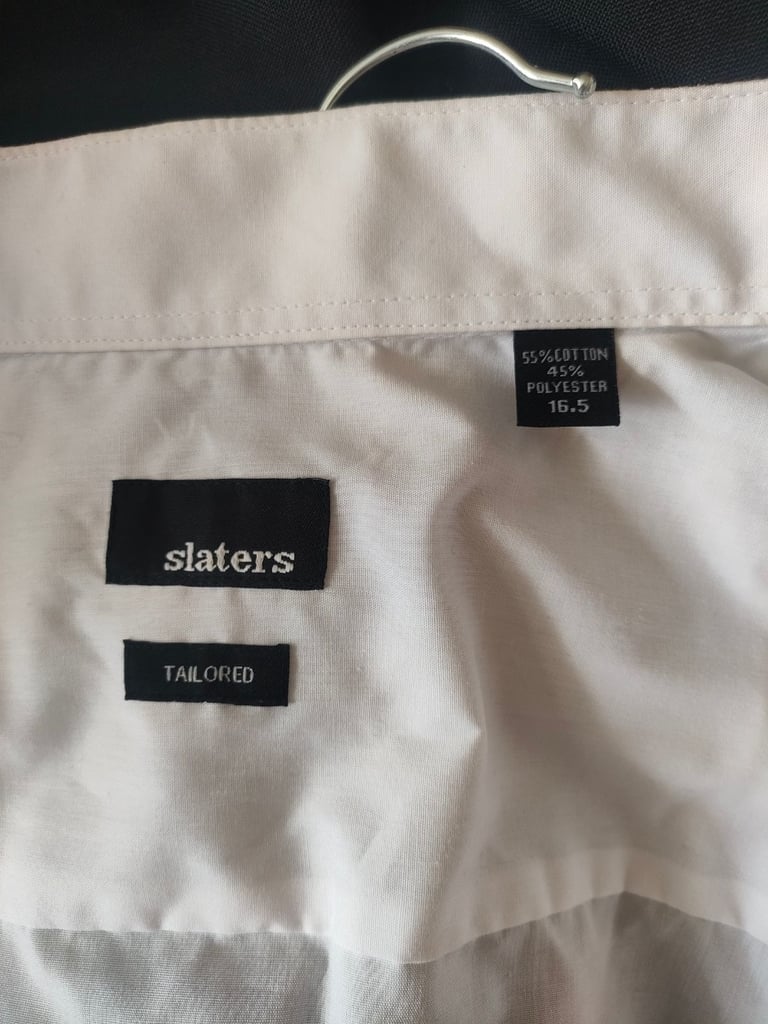 55%COTTON
45%
POLYESTER
16.5
slaters
TAILORED